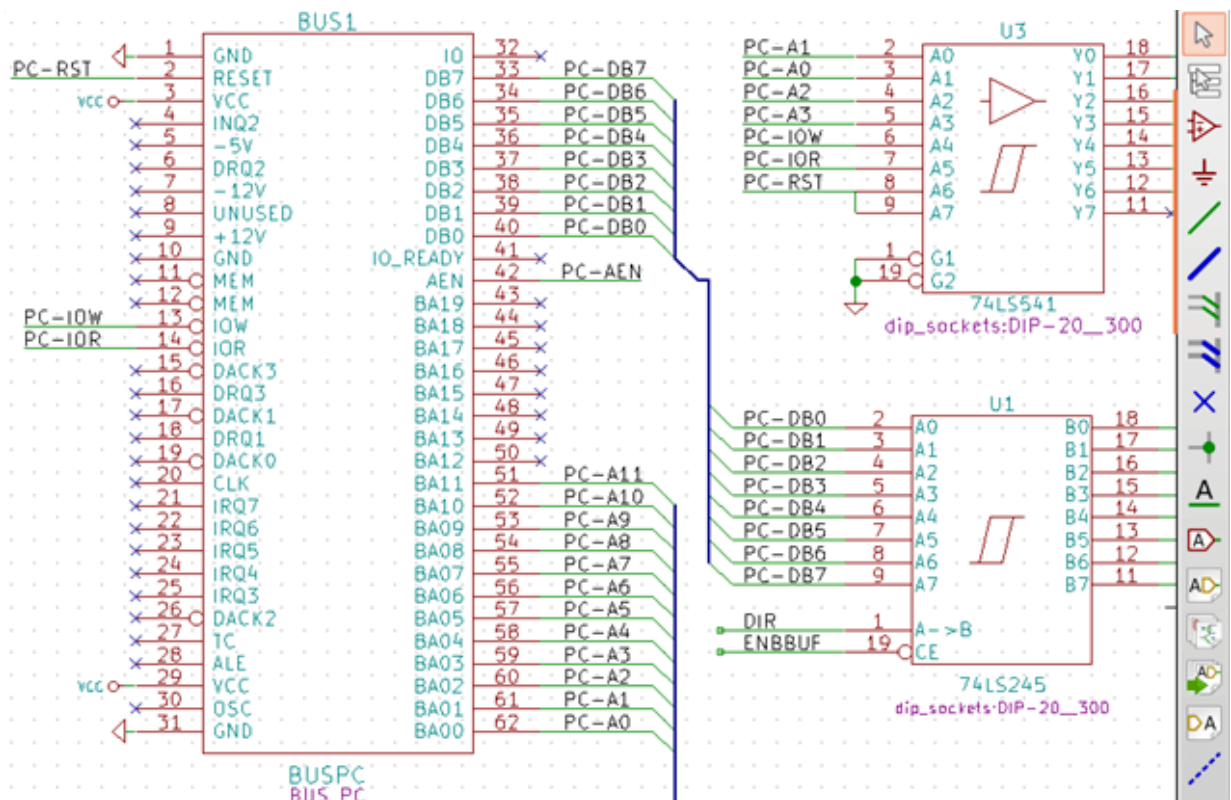 BUS1
1 GND
PC-RST 2 RESET
VCC 3 VCC
4 INQ2
5 -5V
6 DRQ2
7 -12V
8 UNUSED
9 +12V
10 GND
11 MEM
12 MEM
PC-IOW 13 IOW
PC-IOR 14 IOR
15 DACK3
16 DRQ3
17 DACK1
18 DRQ1
19 DACK0
20 CLK
21 IRQ7
22 IRQ6
23 IRQ5
24 IRQ4
25 IRQ3
26 DACK2
27 TC
28 ALE
VCC 29 VCC
30 OSC
31 GND
IO 32
DB7 33 PC-DB7
DB6 34 PC-DB6
DB5 35 PC-DB5
DB4 36 PC-DB4
DB3 37 PC-DB3
DB2 38 PC-DB2
DB1 39 PC-DB1
DB0 40 PC-DB0
IO_READY 41
AEN 42 PC-AEN
BA19 43
BA18 44
BA17 45
BA16 46
BA15 47
BA14 48
BA13 49
BA12 50
BA11 51 PC-A11
BA10 52 PC-A10
BA09 53 PC-A9
BA08 54 PC-A8
BA07 55 PC-A7
BA06 56 PC-A6
BA05 57 PC-A5
BA04 58 PC-A4
BA03 59 PC-A3
BA02 60 PC-A2
BA01 61 PC-A1
BA00 62 PC-A0
BUSPC
BUS_PC
U3
PC-A1 2 A0 Y0 18
PC-A0 3 A1 Y1 17
PC-A2 4 A2 Y2 16
PC-A3 5 A3 Y3 15
PC-IOW 6 A4 Y4 14
PC-IOR 7 A5 Y5 13
PC-RST 8 A6 Y6 12
9 A7 Y7 11
1 G1
19 G2
74LS541
dip_sockets:DIP-20__300
U1
PC-DB0 2 A0 B0 18
PC-DB1 3 A1 B1 17
PC-DB2 4 A2 B2 16
PC-DB3 5 A3 B3 15
PC-DB4 6 A4 B4 14
PC-DB5 7 A5 B5 13
PC-DB6 8 A6 B6 12
PC-DB7 9 A7 B7 11
DIR 1 A->B
ENBBUF 19 CE
74LS245
dip_sockets:DIP-20__300
A
A
AD
AD
DA